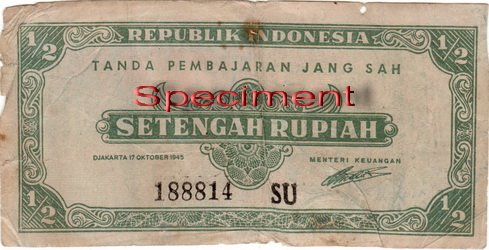 1/2 REPUBLIK INDONESIA 1/2
TANDA PEMBAJARAN JANG SAH
Speciment
SETENGAH RUPIAH
DJAKARTA 17 OKTOBER 1945 MENTERI KEUANGAN
188814 SU
1/2 1/2